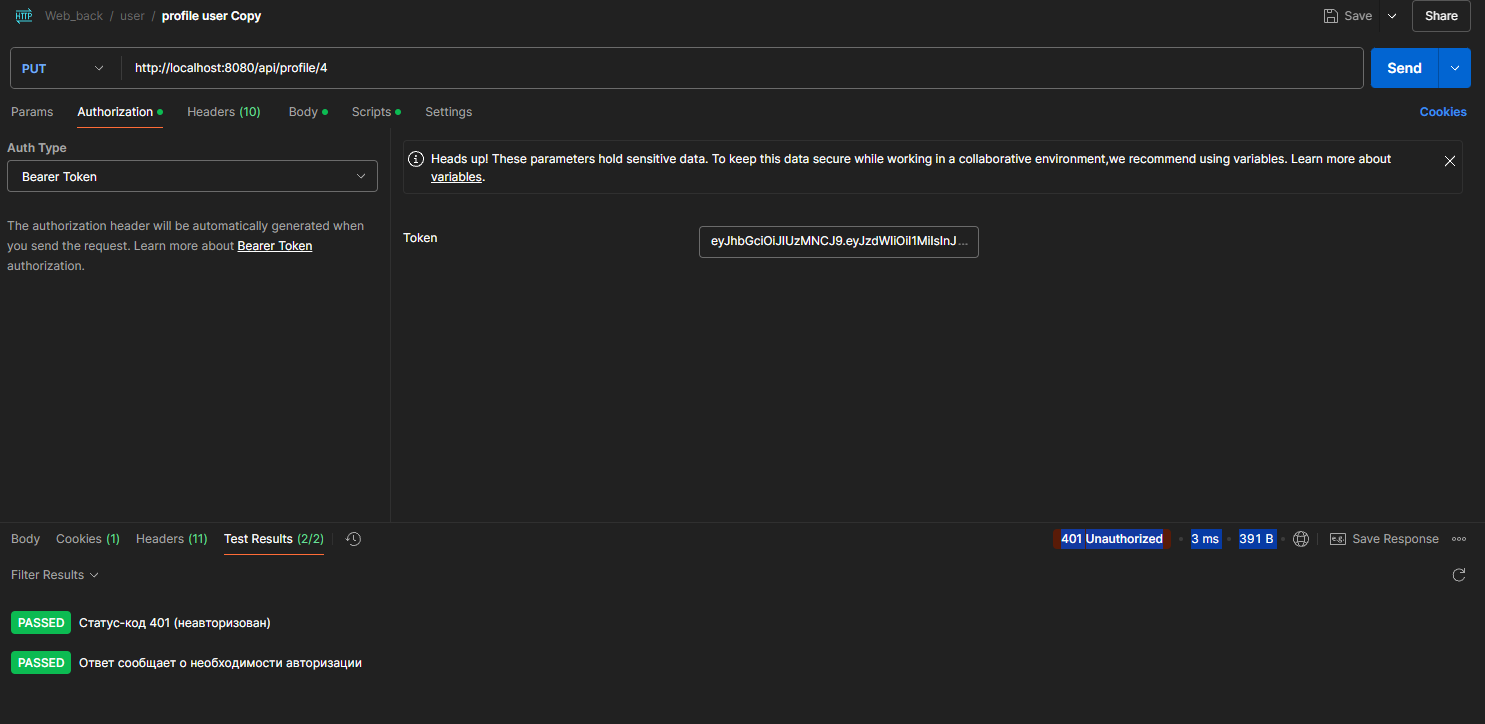 HTTP Web_back / user / profile user Copy Save Share
PUT http://localhost:8080/api/profile/4 Send
Params Authorization Headers (10) Body Scripts Settings Cookies
Auth Type
Bearer Token
The authorization header will be automatically generated when
you send the request. Learn more about Bearer Token
authorization.
Heads up! These parameters hold sensitive data. To keep this data secure while working in a collaborative environment,we recommend using variables. Learn more about
variables.
Token eyJhbGciOiJIUzM4NCJ9.eyJzdWIiOiI1MiIsInJ...
Body Cookies (1) Headers (11) Test Results (2/2) 401 Unauthorized 3 ms 391 B e.g. Save Response
Filter Results
PASSED Статус-код 401 (неавторизован)
PASSED Ответ сообщает о необходимости авторизации